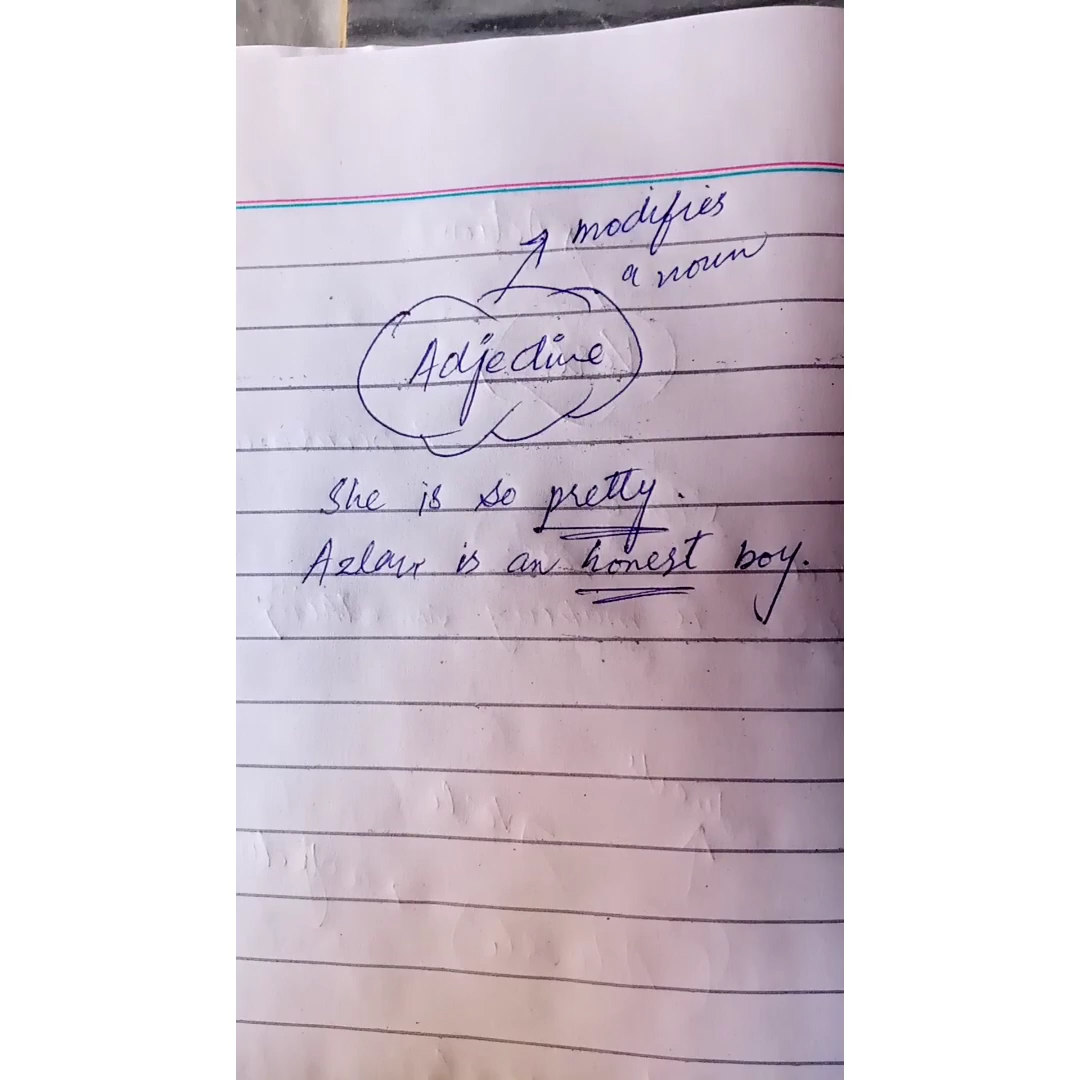 modifies
a noun
Adjective
She is so pretty.
Azlan is an honest boy.